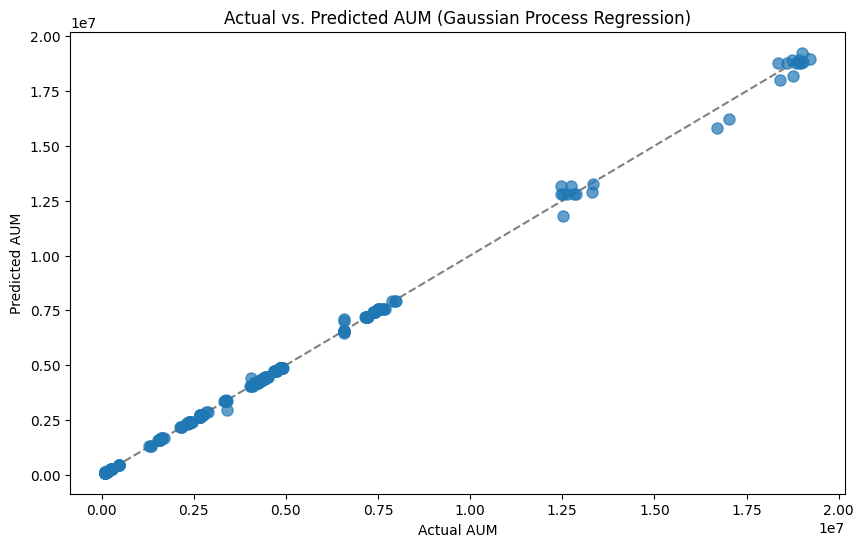 Actual vs. Predicted AUM (Gaussian Process Regression)
1e7
2.00
1.75
1.50
1.25
1.00
0.75
0.50
0.25
0.00
Predicted AUM
0.00 0.25 0.50 0.75 1.00 1.25 1.50 1.75 2.00
1e7
Actual AUM